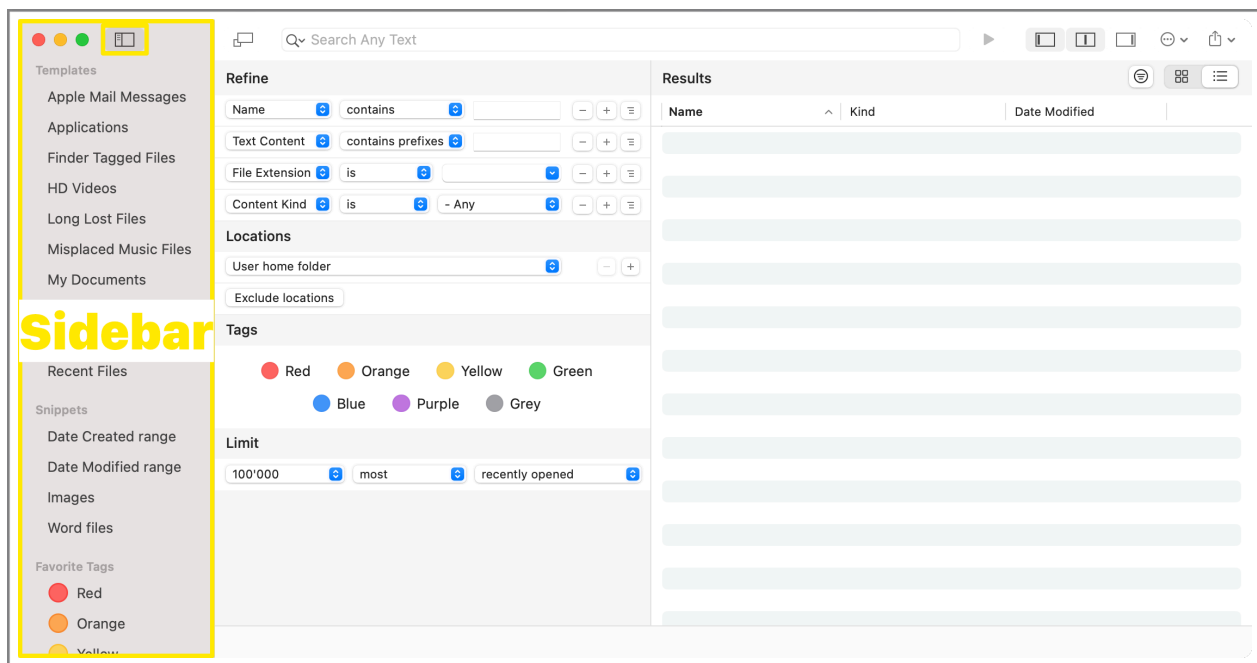 Search Any Text
Templates
Apple Mail Messages
Applications
Finder Tagged Files
HD Videos
Long Lost Files
Misplaced Music Files
My Documents
Sidebar
Recent Files
Snippets
Date Created range
Date Modified range
Images
Word files
Favorite Tags
Red
Orange
Yellow
Refine
Name contains
Text Content contains prefixes
File Extension is
Content Kind is - Any
Locations
User home folder
Exclude locations
Tags
Red Orange Yellow Green
Blue Purple Grey
Limit
100'000 most recently opened
Results
Name Kind Date Modified